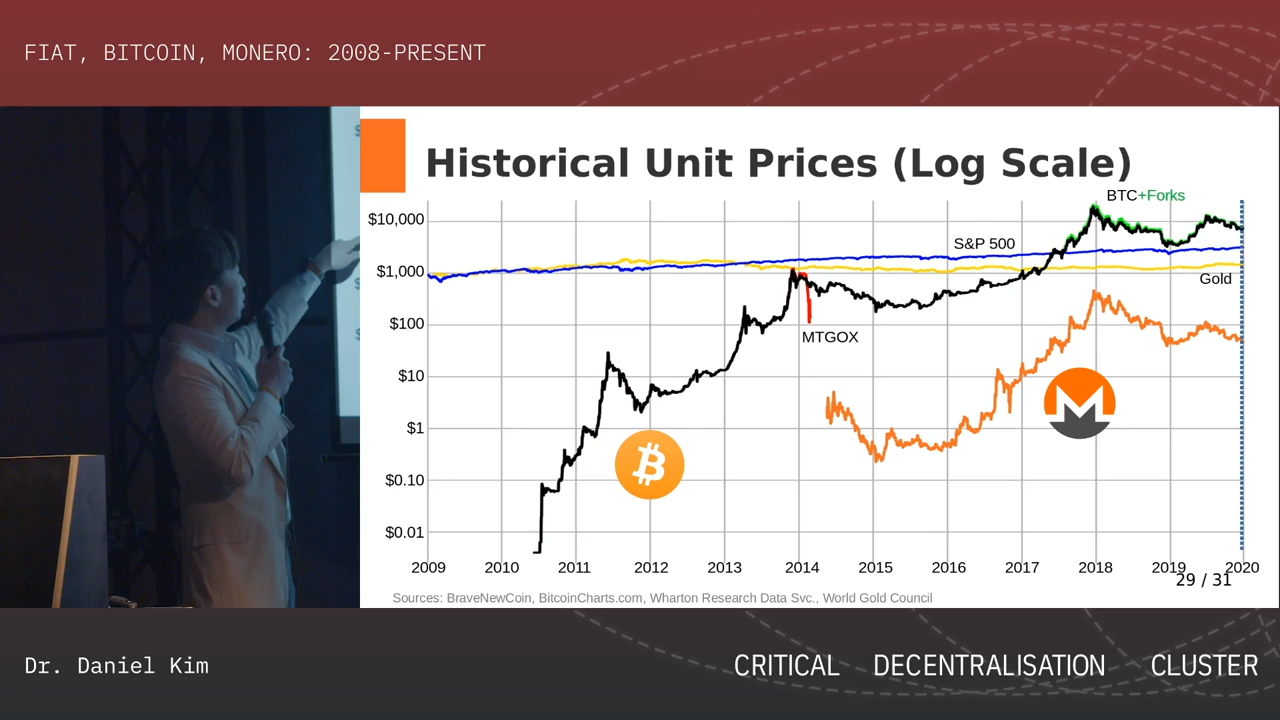 FIAT, BITCOIN, MONERO: 2008-PRESENT
Historical Unit Prices (Log Scale)
BTC+Forks
$10,000
S&P 500
$1,000
Gold
$100
MTGOX
$10
$1
$0.10
$0.01
2009 2010 2011 2012 2013 2014 2015 2016 2017 2018 2019 2020
29 / 31
Sources: BraveNewCoin, BitcoinCharts.com, Wharton Research Data Svc., World Gold Council
Dr. Daniel Kim
CRITICAL DECENTRALISATION CLUSTER